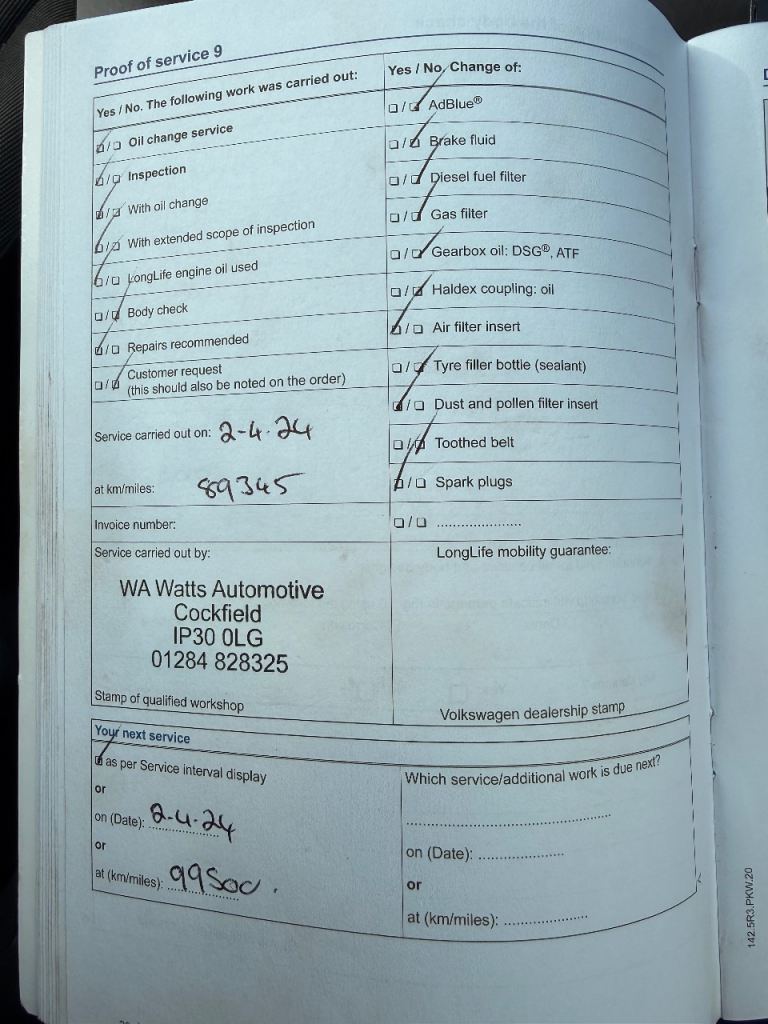 Proof of service 9
Yes / No. The following work was carried out:
Oil change service
Inspection
With oil change
With extended scope of inspection
LongLife engine oil used
Body check
Repairs recommended
Customer request
(this should also be noted on the order)
Service carried out on: 2-4-24
at km/miles: 89345
Invoice number:
Service carried out by:
WA Watts Automotive
Cockfield
IP30 0LG
01284 828325
Stamp of qualified workshop
Yes / No, Change of:
AdBlue®
Brake fluid
Diesel fuel filter
Gas filter
Gearbox oil: DSG®, ATF
Haldex coupling: oil
Air filter insert
Tyre filler bottle (sealant)
Dust and pollen filter insert
Toothed belt
Spark plugs
LongLife mobility guarantee:
Volkswagen dealership stamp
Your next service
as per Service interval display
or
on (Date): 2-4-24
or
at (km/miles): 99500
Which service/additional work is due next?
on (Date):
or
at (km/miles):
142.5R3.PKW.20